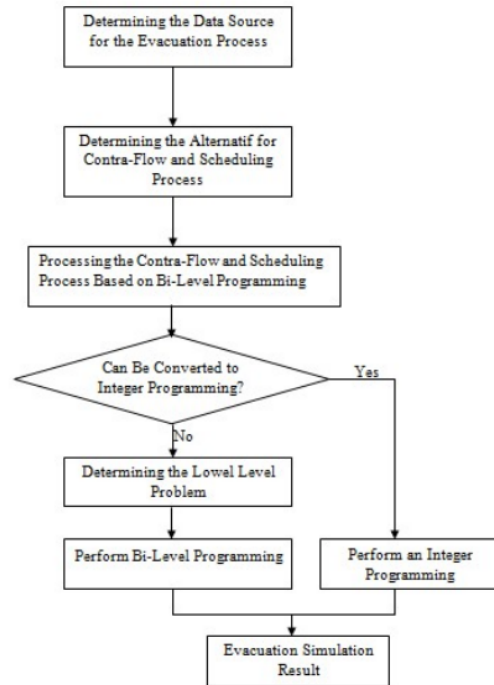 Determining the Data Source
for the Evacuation Process
Determining the Alternatif for
Contra-Flow and Scheduling
Process
Processing the Contra-Flow and Scheduling
Process Based on Bi-Level Programming
Can Be Converted to
Integer Programming?
Yes
No
Determining the Lowel Level
Problem
Perform Bi-Level Programming
Perform an Integer
Programming
Evacuation Simulation
Result